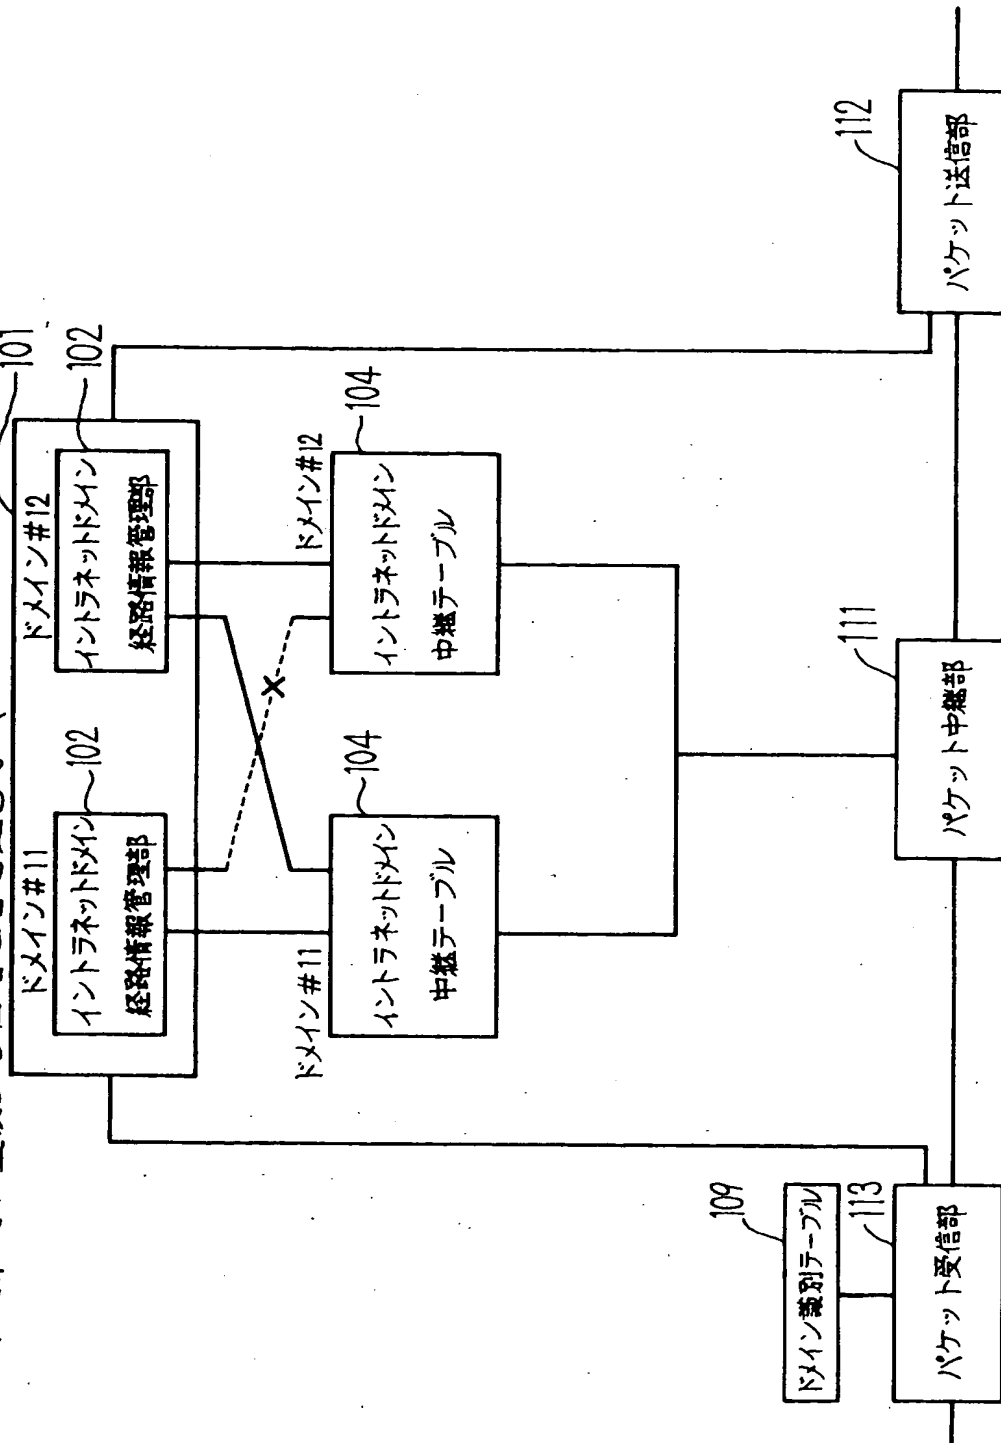 101
ドメイン#11
ドメイン#12
102
102
イントラネットドメイン
経路情報管理部
イントラネットドメイン
経路情報管理部
ドメイン#11
ドメイン#12
104
104
イントラネットドメイン
中継テーブル
イントラネットドメイン
中継テーブル
109
ドメイン識別テーブル
113
111
112
パケット受信部
パケット中継部
パケット送信部